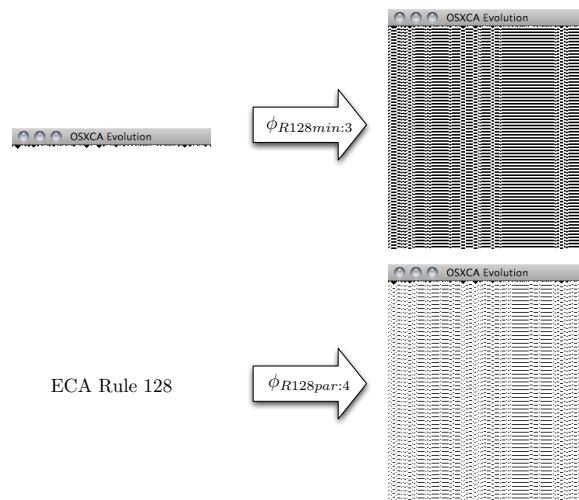 OSXCA Evolution
OSXCA Evolution
ϕR128min:3
OSXCA Evolution
ECA Rule 128
ϕR128par:4